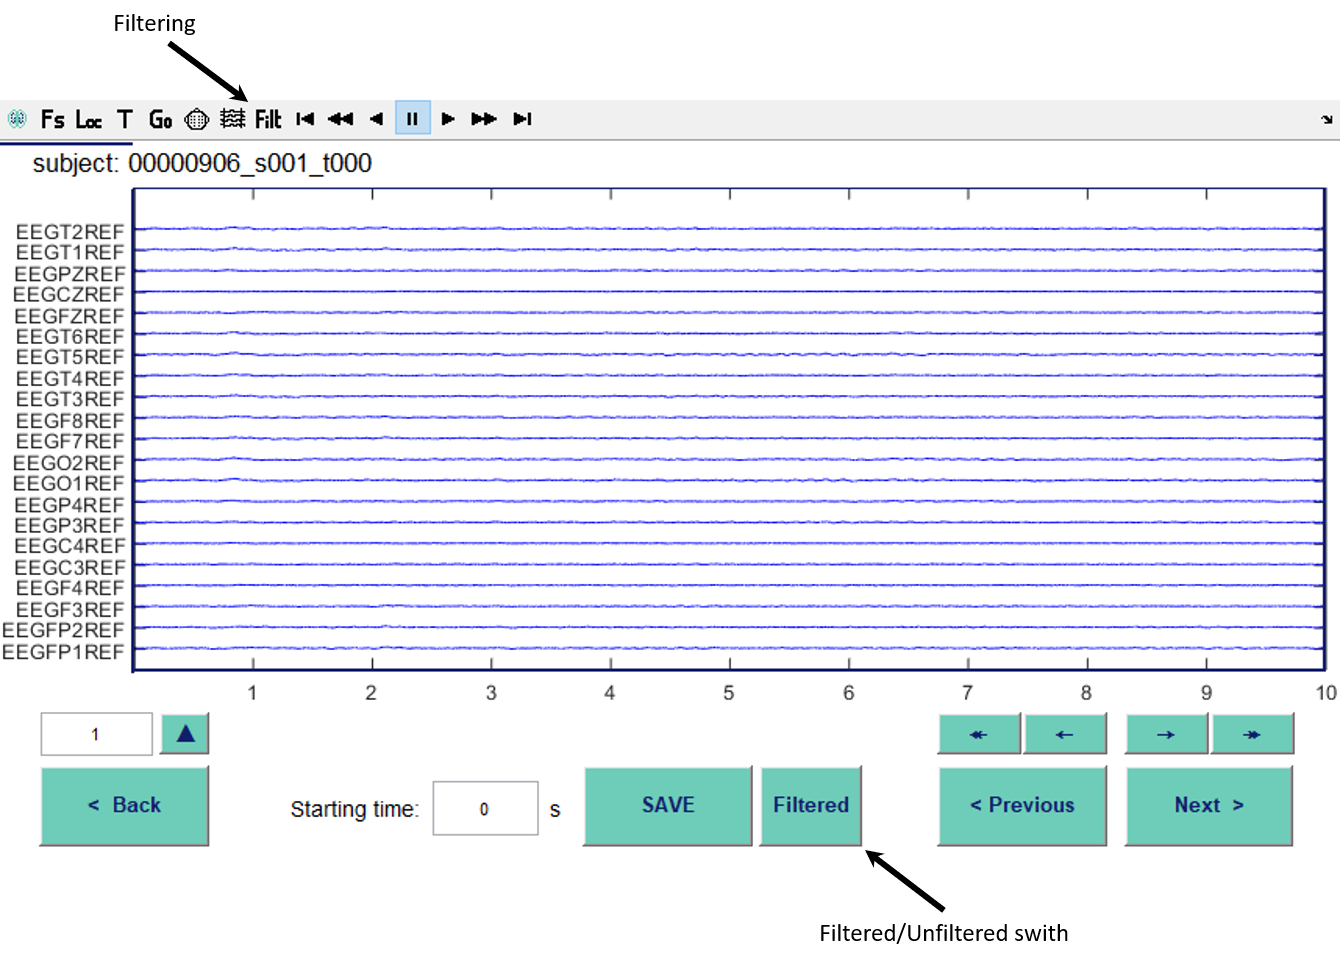 Filtering
Fs Loc T Go Filt
subject: 00000906_s001_t000
EEGT2REF
EEGT1REF
EEGPZREF
EEGCZREF
EEGFZREF
EEGT6REF
EEGT5REF
EEGT4REF
EEGT3REF
EEGF8REF
EEGF7REF
EEGO2REF
EEGO1REF
EEGP4REF
EEGP3REF
EEGC4REF
EEGC3REF
EEGF4REF
EEGF3REF
EEGFP2REF
EEGFP1REF
1 2 3 4 5 6 7 8 9 10
1
< Back
Starting time: 0 s
SAVE
Filtered
< Previous
Next >
Filtered/Unfiltered swith